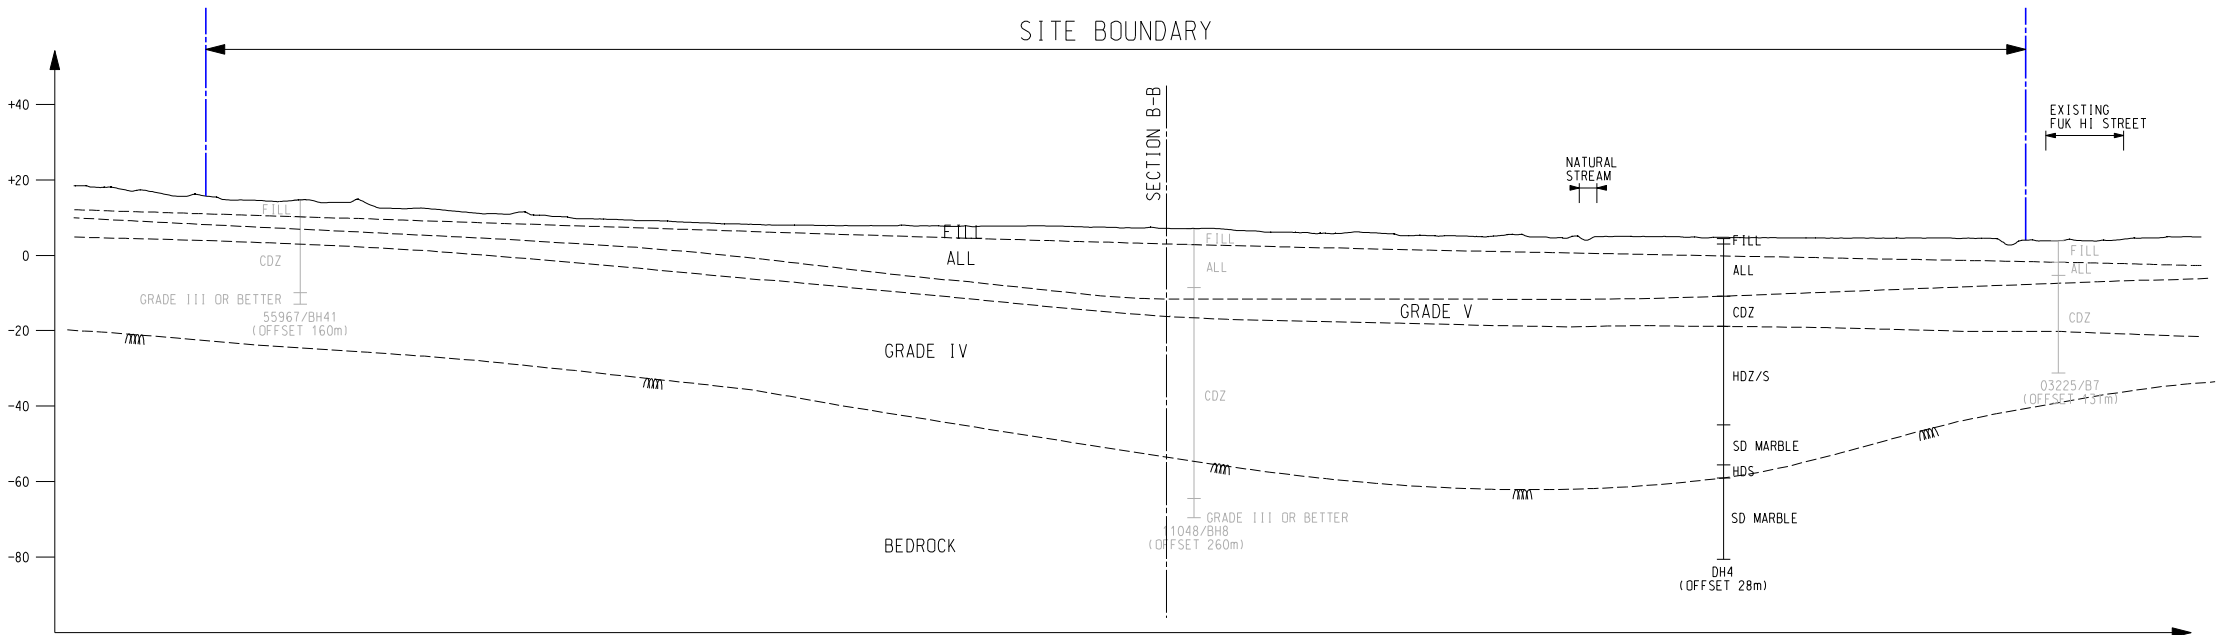 SITE BOUNDARY
+40
+20
0
-20
-40
-60
-80
SECTION B-B
EXISTING
FUK HI STREET
NATURAL
STREAM
FILL
CDZ
GRADE III OR BETTER
55967/BH41
(OFFSET 160m)
FILL
ALL
GRADE IV
BEDROCK
FILL
ALL
CDZ
GRADE III OR BETTER
11048/BH8
(OFFSET 260m)
GRADE V
FILL
ALL
CDZ
HDZ/S
SD MARBLE
HDS
SD MARBLE
DH4
(OFFSET 28m)
FILL
ALL
CDZ
03225/B7
(OFFSET 131m)